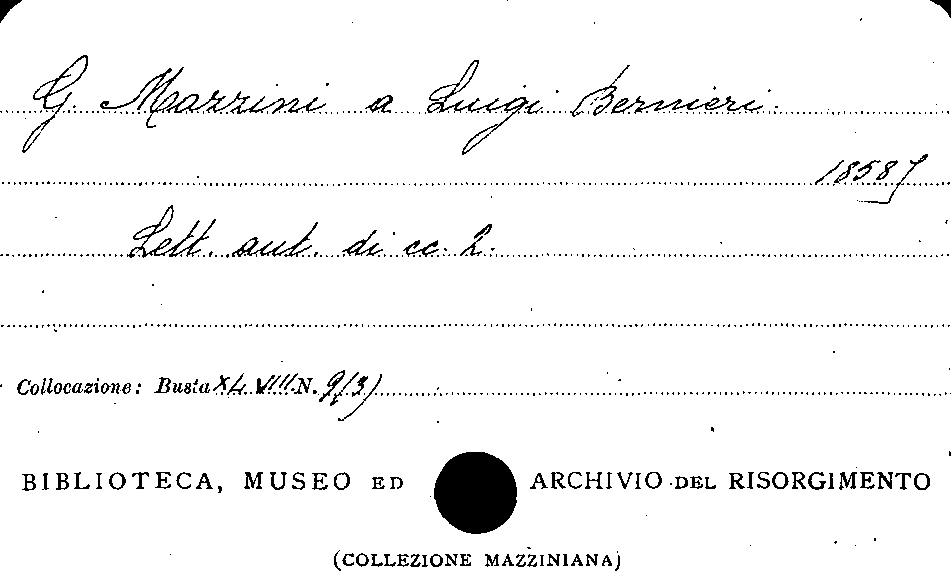 G. Mazzini a Luigi Bernieri.
1858]
Lett. aut. di cc. 2.
Collocazione: Busta XLVIII N. 9(3)
BIBLIOTECA, MUSEO ED ARCHIVIO DEL RISORGIMENTO
(COLLEZIONE MAZZINIANA)